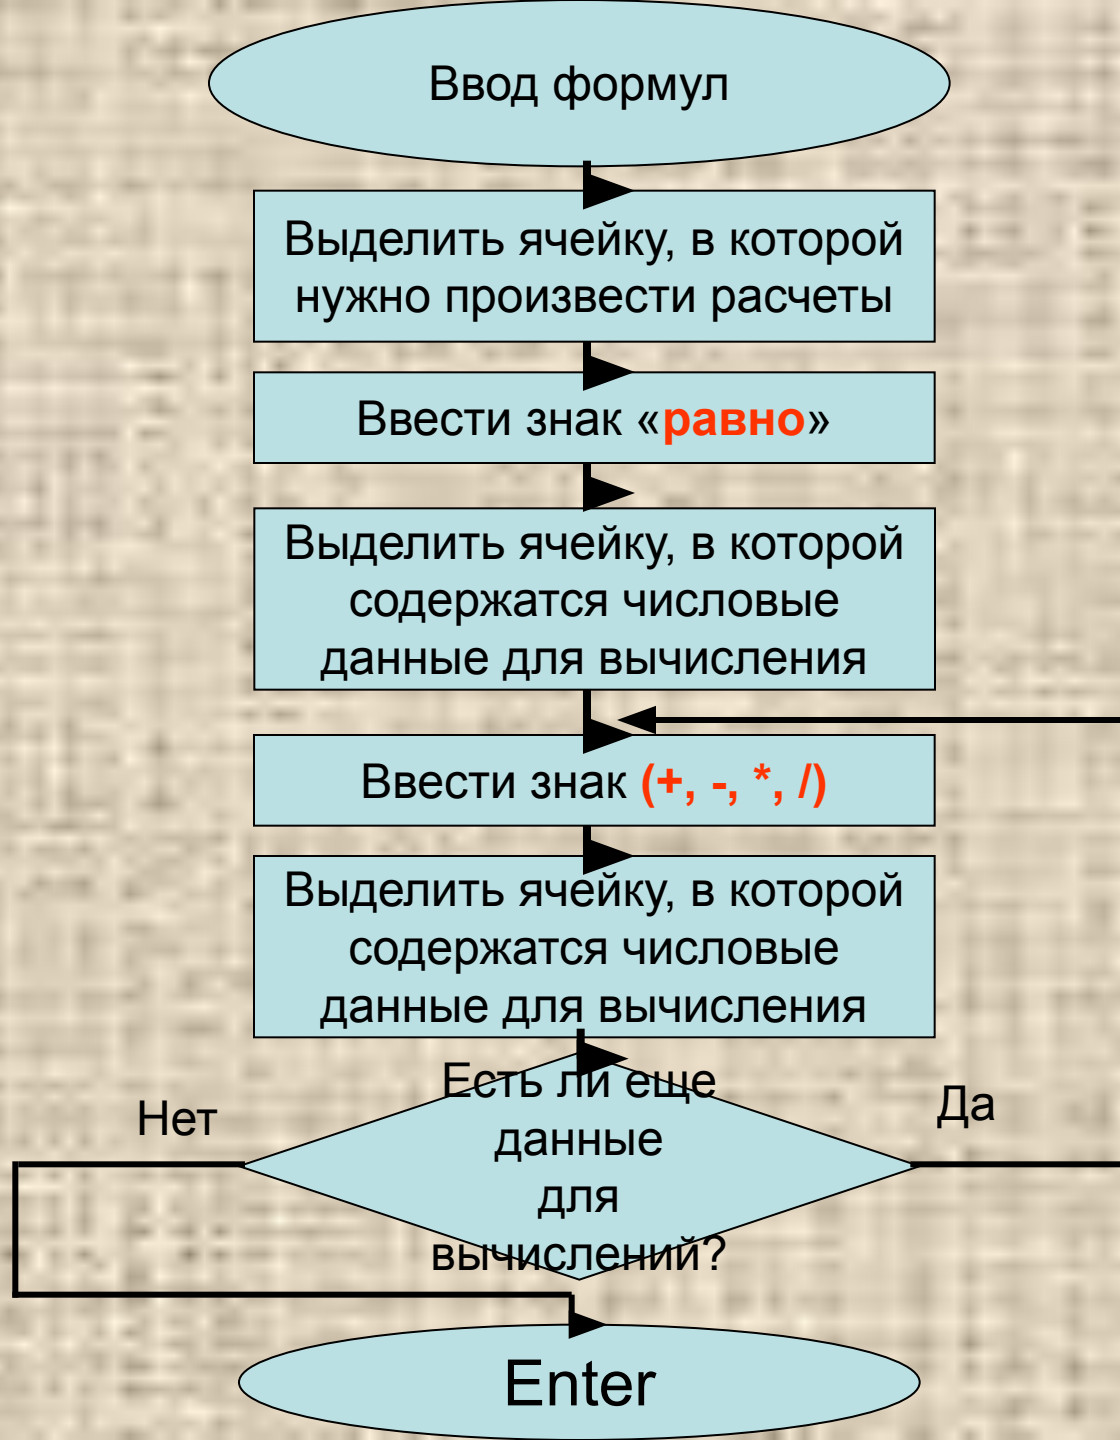 Ввод формул
Выделить ячейку, в которой
нужно произвести расчеты
Ввести знак «равно»
Выделить ячейку, в которой
содержатся числовые
данные для вычисления
Ввести знак (+, -, *, /)
Выделить ячейку, в которой
содержатся числовые
данные для вычисления
Есть ли еще
данные
для
вычислений?
Нет
Да
Enter